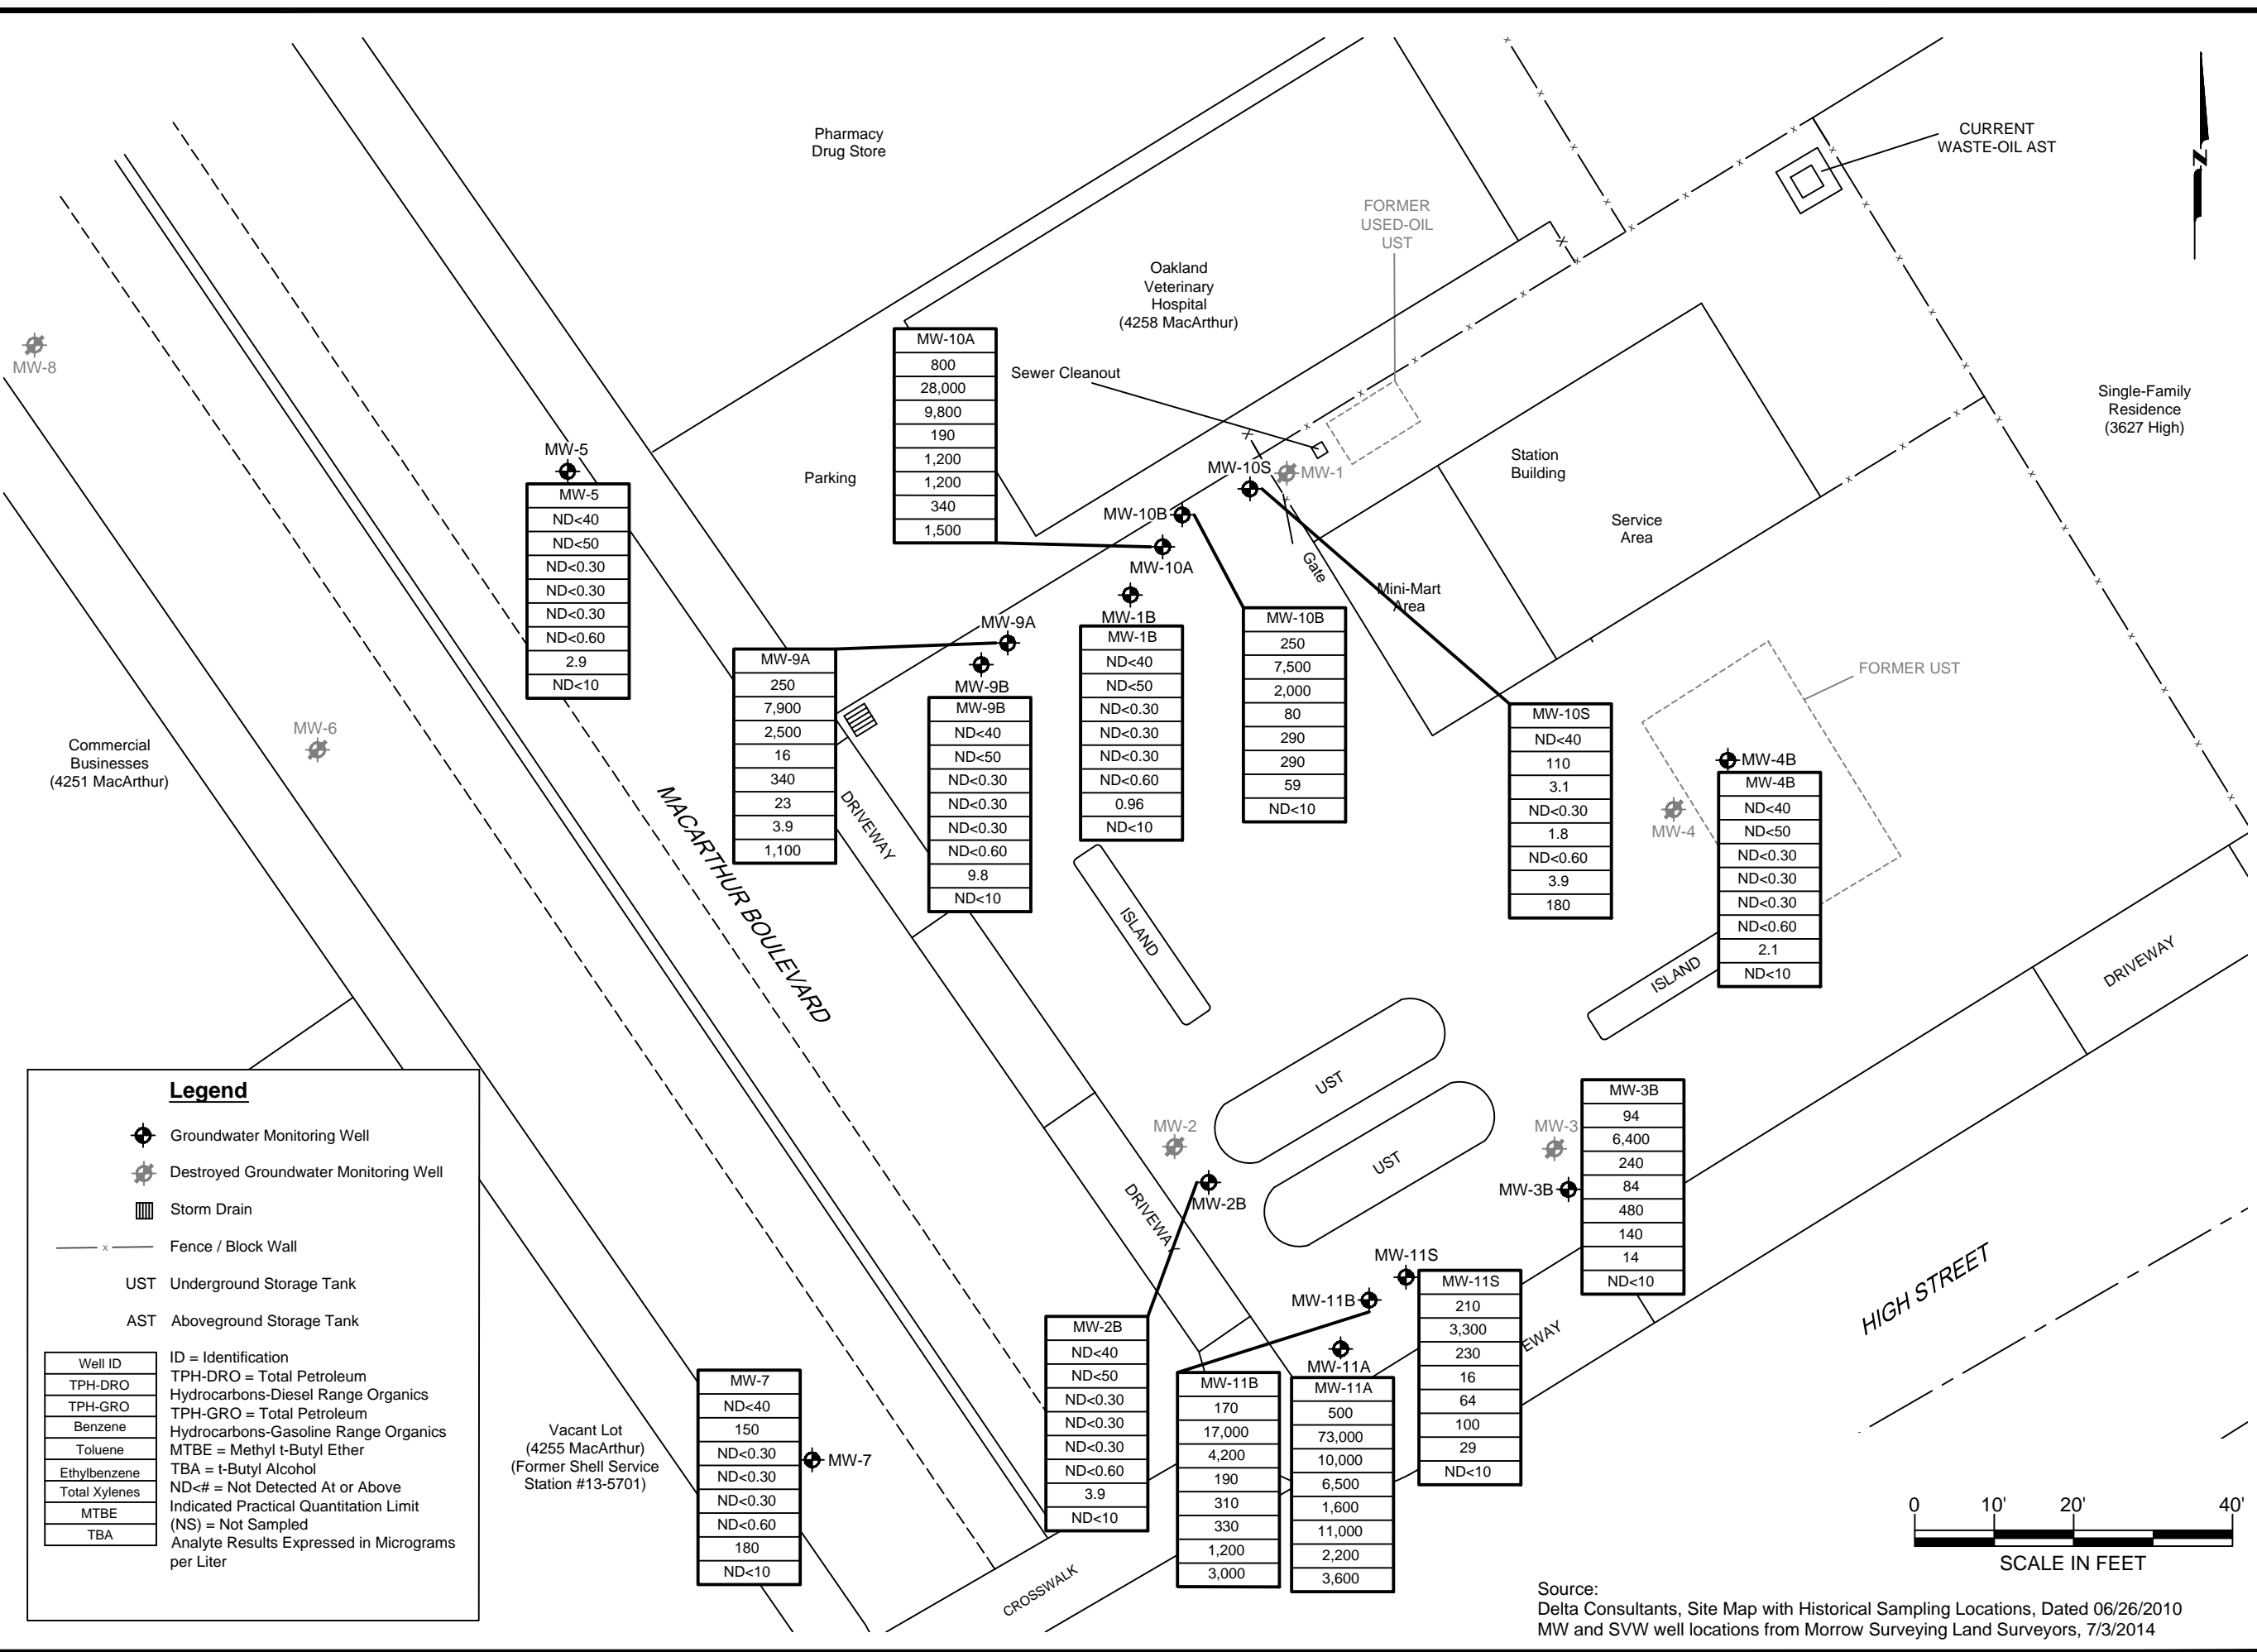 Pharmacy
Drug Store
CURRENT
WASTE-OIL AST
N
FORMER
USED-OIL
UST
Oakland
Veterinary
Hospital
(4258 MacArthur)
MW-8
MW-10A
800
28,000
9,800
190
1,200
1,200
340
1,500
Sewer Cleanout
Single-Family
Residence
(3627 High)
MW-5
MW-5
ND<40
ND<50
ND<0.30
ND<0.30
ND<0.30
ND<0.60
2.9
ND<10
Parking
MW-10S
MW-1
Station
Building
MW-10B
MW-10A
Service
Area
Gate
Mini-Mart
Area
MW-9A
MW-9A
250
7,900
2,500
16
340
23
3.9
1,100
MW-9B
MW-9B
ND<40
ND<50
ND<0.30
ND<0.30
ND<0.30
ND<0.60
9.8
ND<10
MW-1B
MW-1B
ND<40
ND<50
ND<0.30
ND<0.30
ND<0.30
ND<0.60
0.96
ND<10
MW-10B
250
7,500
2,000
80
290
290
59
ND<10
MW-10S
ND<40
110
3.1
ND<0.30
1.8
ND<0.60
3.9
180
FORMER UST
MW-4B
MW-4B
ND<40
ND<50
ND<0.30
ND<0.30
ND<0.30
ND<0.60
2.1
ND<10
MW-4
MW-6
Commercial
Businesses
(4251 MacArthur)
MACARTHUR BOULEVARD
DRIVEWAY
ISLAND
ISLAND
DRIVEWAY
UST
UST
MW-2
MW-2B
DRIVEWAY
MW-3
MW-3B
MW-3B
94
6,400
240
84
480
140
14
ND<10
MW-11S
MW-11B
MW-11A
MW-11S
210
3,300
230
16
64
100
29
ND<10
EWAY
HIGH STREET
MW-2B
ND<40
ND<50
ND<0.30
ND<0.30
ND<0.30
ND<0.60
3.9
ND<10
MW-11B
170
17,000
4,200
190
310
330
1,200
3,000
MW-11A
500
73,000
10,000
6,500
1,600
11,000
2,200
3,600
MW-7
ND<40
150
ND<0.30
ND<0.30
ND<0.30
ND<0.60
180
ND<10
MW-7
Vacant Lot
(4255 MacArthur)
(Former Shell Service
Station #13-5701)
CROSSWALK
Legend
Groundwater Monitoring Well
Destroyed Groundwater Monitoring Well
Storm Drain
x Fence / Block Wall
UST Underground Storage Tank
AST Aboveground Storage Tank
Well ID
TPH-DRO
TPH-GRO
Benzene
Toluene
Ethylbenzene
Total Xylenes
MTBE
TBA
ID = Identification
TPH-DRO = Total Petroleum
Hydrocarbons-Diesel Range Organics
TPH-GRO = Total Petroleum
Hydrocarbons-Gasoline Range Organics
MTBE = Methyl t-Butyl Ether
TBA = t-Butyl Alcohol
ND<# = Not Detected At or Above
Indicated Practical Quantitation Limit
(NS) = Not Sampled
Analyte Results Expressed in Micrograms
per Liter
0 10' 20' 40'
SCALE IN FEET
Source:
Delta Consultants, Site Map with Historical Sampling Locations, Dated 06/26/2010
MW and SVW well locations from Morrow Surveying Land Surveyors, 7/3/2014